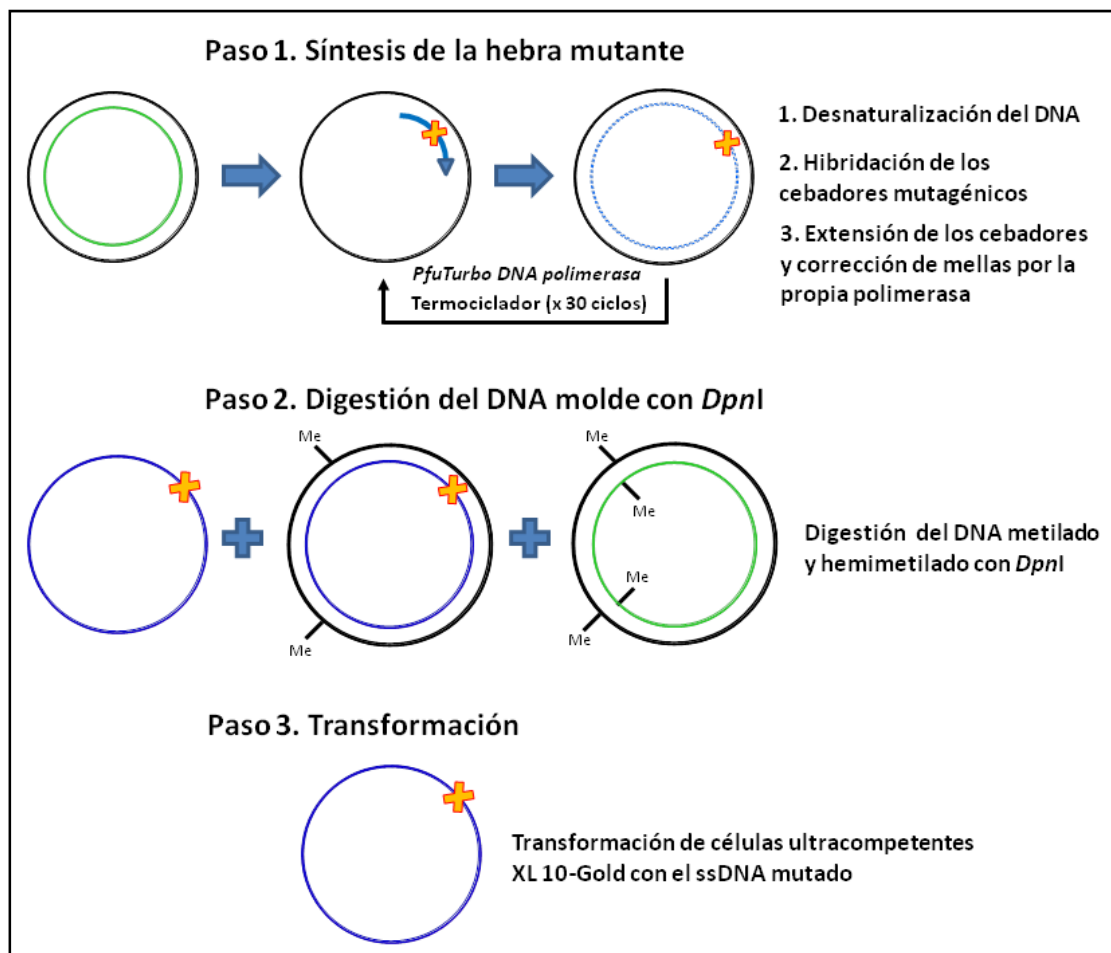 Paso 1. Síntesis de la hebra mutante
1. Desnaturalización del DNA
2. Hibridación de los
cebadores mutagénicos
3. Extensión de los cebadores
y corrección de mellas por la
propia polimerasa
PfuTurbo DNA polimerasa
Termociclador (x 30 ciclos)
Paso 2. Digestión del DNA molde con DpnI
Me
Me
Me
Me
Me
Me
Digestión del DNA metilado
y hemimetilado con DpnI
Paso 3. Transformación
Transformación de células ultracompetentes
XL 10-Gold con el ssDNA mutado